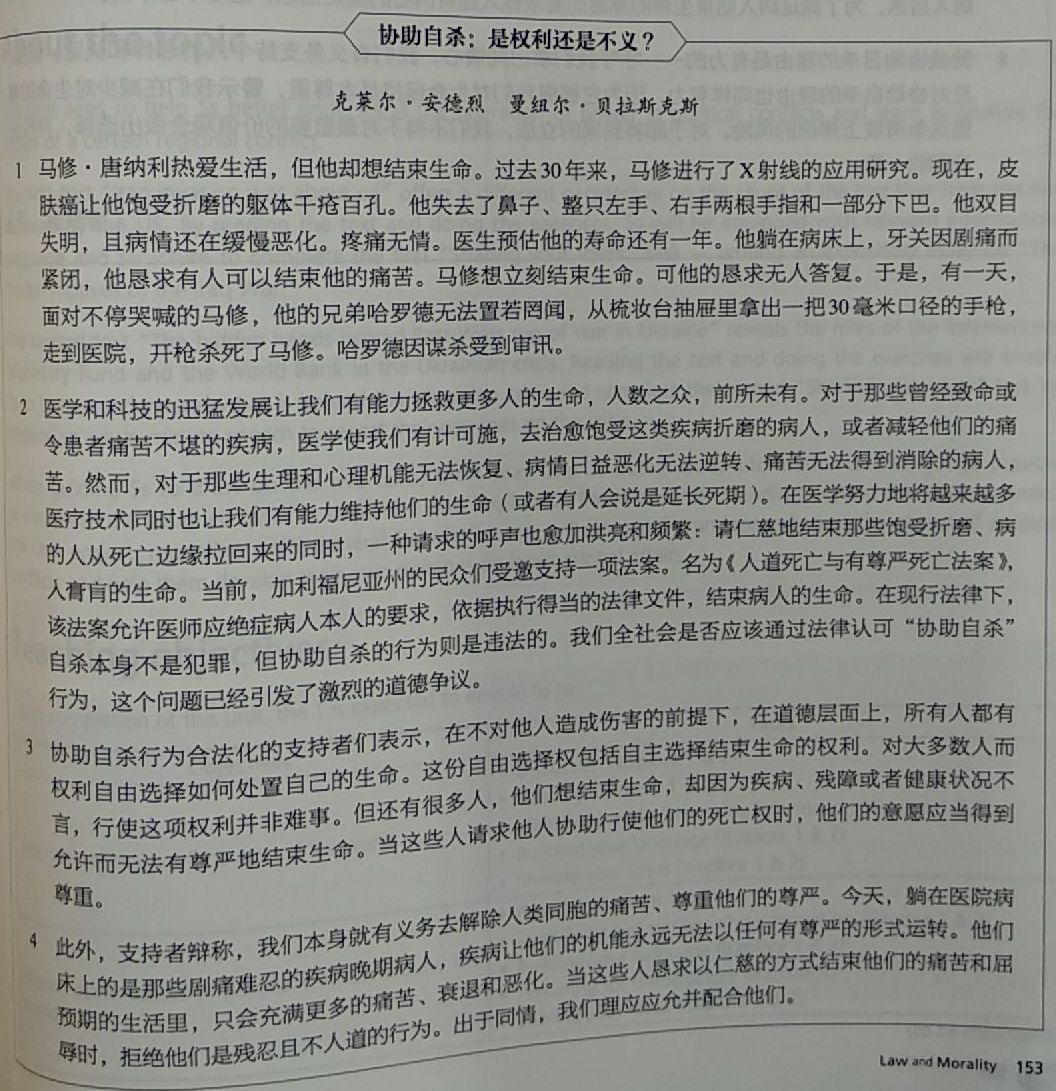 协助自杀：是权利还是不义？
克莱尔·安德烈 曼纽尔·贝拉斯克斯
1 马修·唐纳利热爱生活，但他却想结束生命。过去30年来，马修进行了X射线的应用研究。现在，皮
肤癌让他饱受折磨的躯体千疮百孔。他失去了鼻子、整只左手、右手两根手指和一部分下巴。他双目
失明，且病情还在缓慢恶化。疼痛无情。医生预估他的寿命还有一年。他躺在病床上，牙关因剧痛而
紧闭，他恳求有人可以结束他的痛苦。马修想立刻结束生命。可他的恳求无人答复。于是，有一天，
面对不停哭喊的马修，他的兄弟哈罗德无法置若罔闻，从梳妆台抽屉里拿出一把30毫米口径的手枪，
走到医院，开枪杀死了马修。哈罗德因谋杀受到审讯。
2 医学和科技的迅猛发展让我们有能力拯救更多人的生命，人数之众，前所未有。对于那些曾经致命或
令患者痛苦不堪的疾病，医学使我们有计可施，去治愈饱受这类疾病折磨的病人，或者减轻他们的痛
苦。然而，对于那些生理和心理机能无法恢复、病情日益恶化无法逆转、痛苦无法得到消除的病人，
医疗技术同时也让我们有能力维持他们的生命（或者有人会说是延长死期）。在医学努力地将越来越多
的人从死亡边缘拉回来的同时，一种请求的呼声也愈加洪亮和频繁：请仁慈地结束那些饱受折磨、病
入膏肓的生命。当前，加利福尼亚州的民众们受邀支持一项法案。名为《人道死亡与有尊严死亡法案》，
该法案允许医师应绝症病人本人的要求，依据执行得当的法律文件，结束病人的生命。在现行法律下，
自杀本身不是犯罪，但协助自杀的行为则是违法的。我们全社会是否应该通过法律认可“协助自杀”
行为，这个问题已经引发了激烈的道德争议。
3 协助自杀行为合法化的支持者们表示，在不对他人造成伤害的前提下，在道德层面上，所有人都有
权利自由选择如何处置自己的生命。这份自由选择权包括自主选择结束生命的权利。对大多数人而
言，行使这项权利并非难事。但还有很多人，他们想结束生命，却因为疾病、残障或者健康状况不
允许而无法有尊严地结束生命。当这些人请求他人协助行使他们的死亡权时，他们的意愿应当得到
尊重。
4 此外，支持者辩称，我们本身就有义务去解除人类同胞的痛苦、尊重他们的尊严。今天，躺在医院病
床上的是那些剧痛难忍的疾病晚期病人，疾病让他们的机能永远无法以任何有尊严的形式运转。他们
预期的生活里，只会充满更多的痛苦、衰退和恶化。当这些人恳求以仁慈的方式结束他们的痛苦和屈
辱时，拒绝他们是残忍且不人道的行为。出于同情，我们理应应允并配合他们。
Law and Morality 153